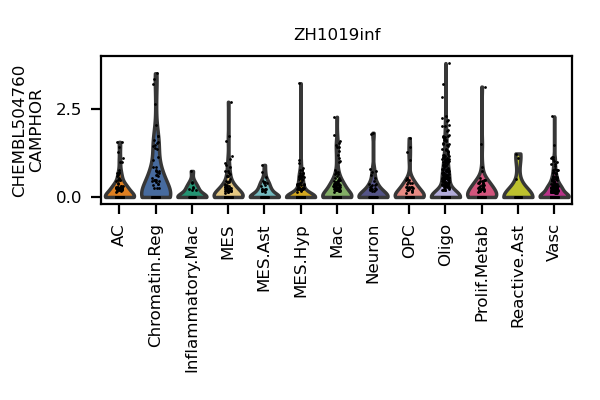 ZH1019inf
CHEMBL504760
CAMPHOR
2.5
0.0
AC
Chromatin.Reg
Inflammatory.Mac
MES
MES.Ast
MES.Hyp
Mac
Neuron
OPC
Oligo
Prolif.Metab
Reactive.Ast
Vasc